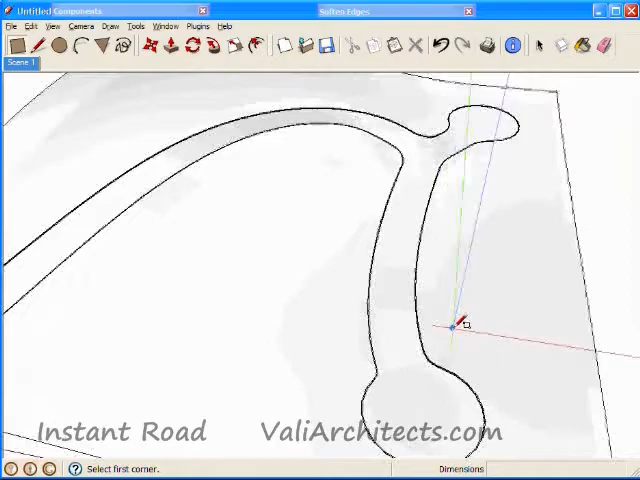 Untitled Components
Soften Edges
File Edit View Camera Draw Tools Window Plugins Help
Scene 1
Instant Road ValiArchitects.com
Select first corner.
Dimensions